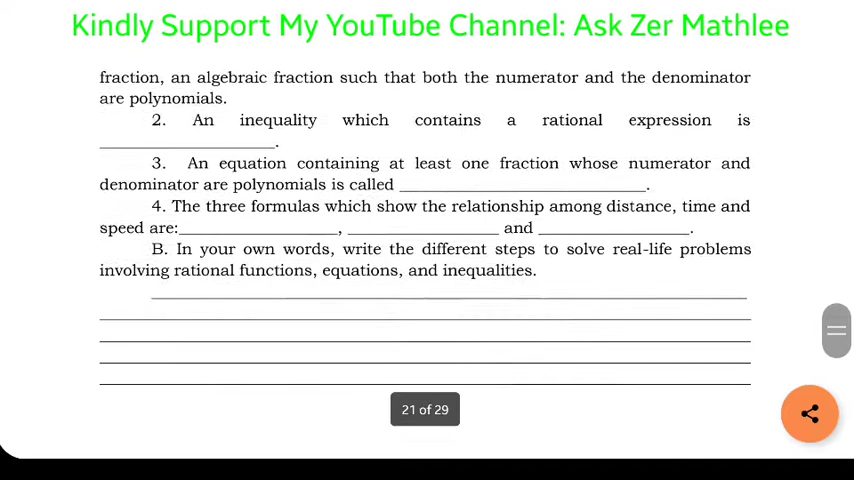 Kindly Support My YouTube Channel: Ask Zer Mathlee
fraction, an algebraic fraction such that both the numerator and the denominator
are polynomials.
2. An inequality which contains a rational expression is
____________________.
3. An equation containing at least one fraction whose numerator and
denominator are polynomials is called ____________________________.
4. The three formulas which show the relationship among distance, time and
speed are:__________________, _________________ and _________________.
B. In your own words, write the different steps to solve real-life problems
involving rational functions, equations, and inequalities.
21 of 29